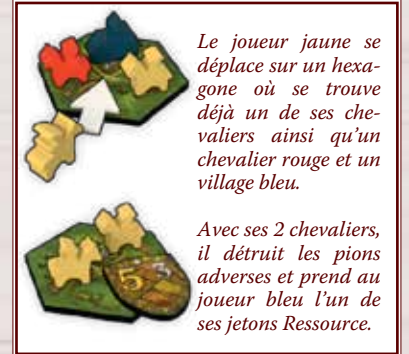 Le joueur jaune se
déplace sur un hexa-
gone où se trouve
déjà un de ses che-
valiers ainsi qu'un
chevalier rouge et un
village bleu.
Avec ses 2 chevaliers,
il détruit les pions
adverses et prend au
joueur bleu l'un de
ses jetons Ressource.
5
3